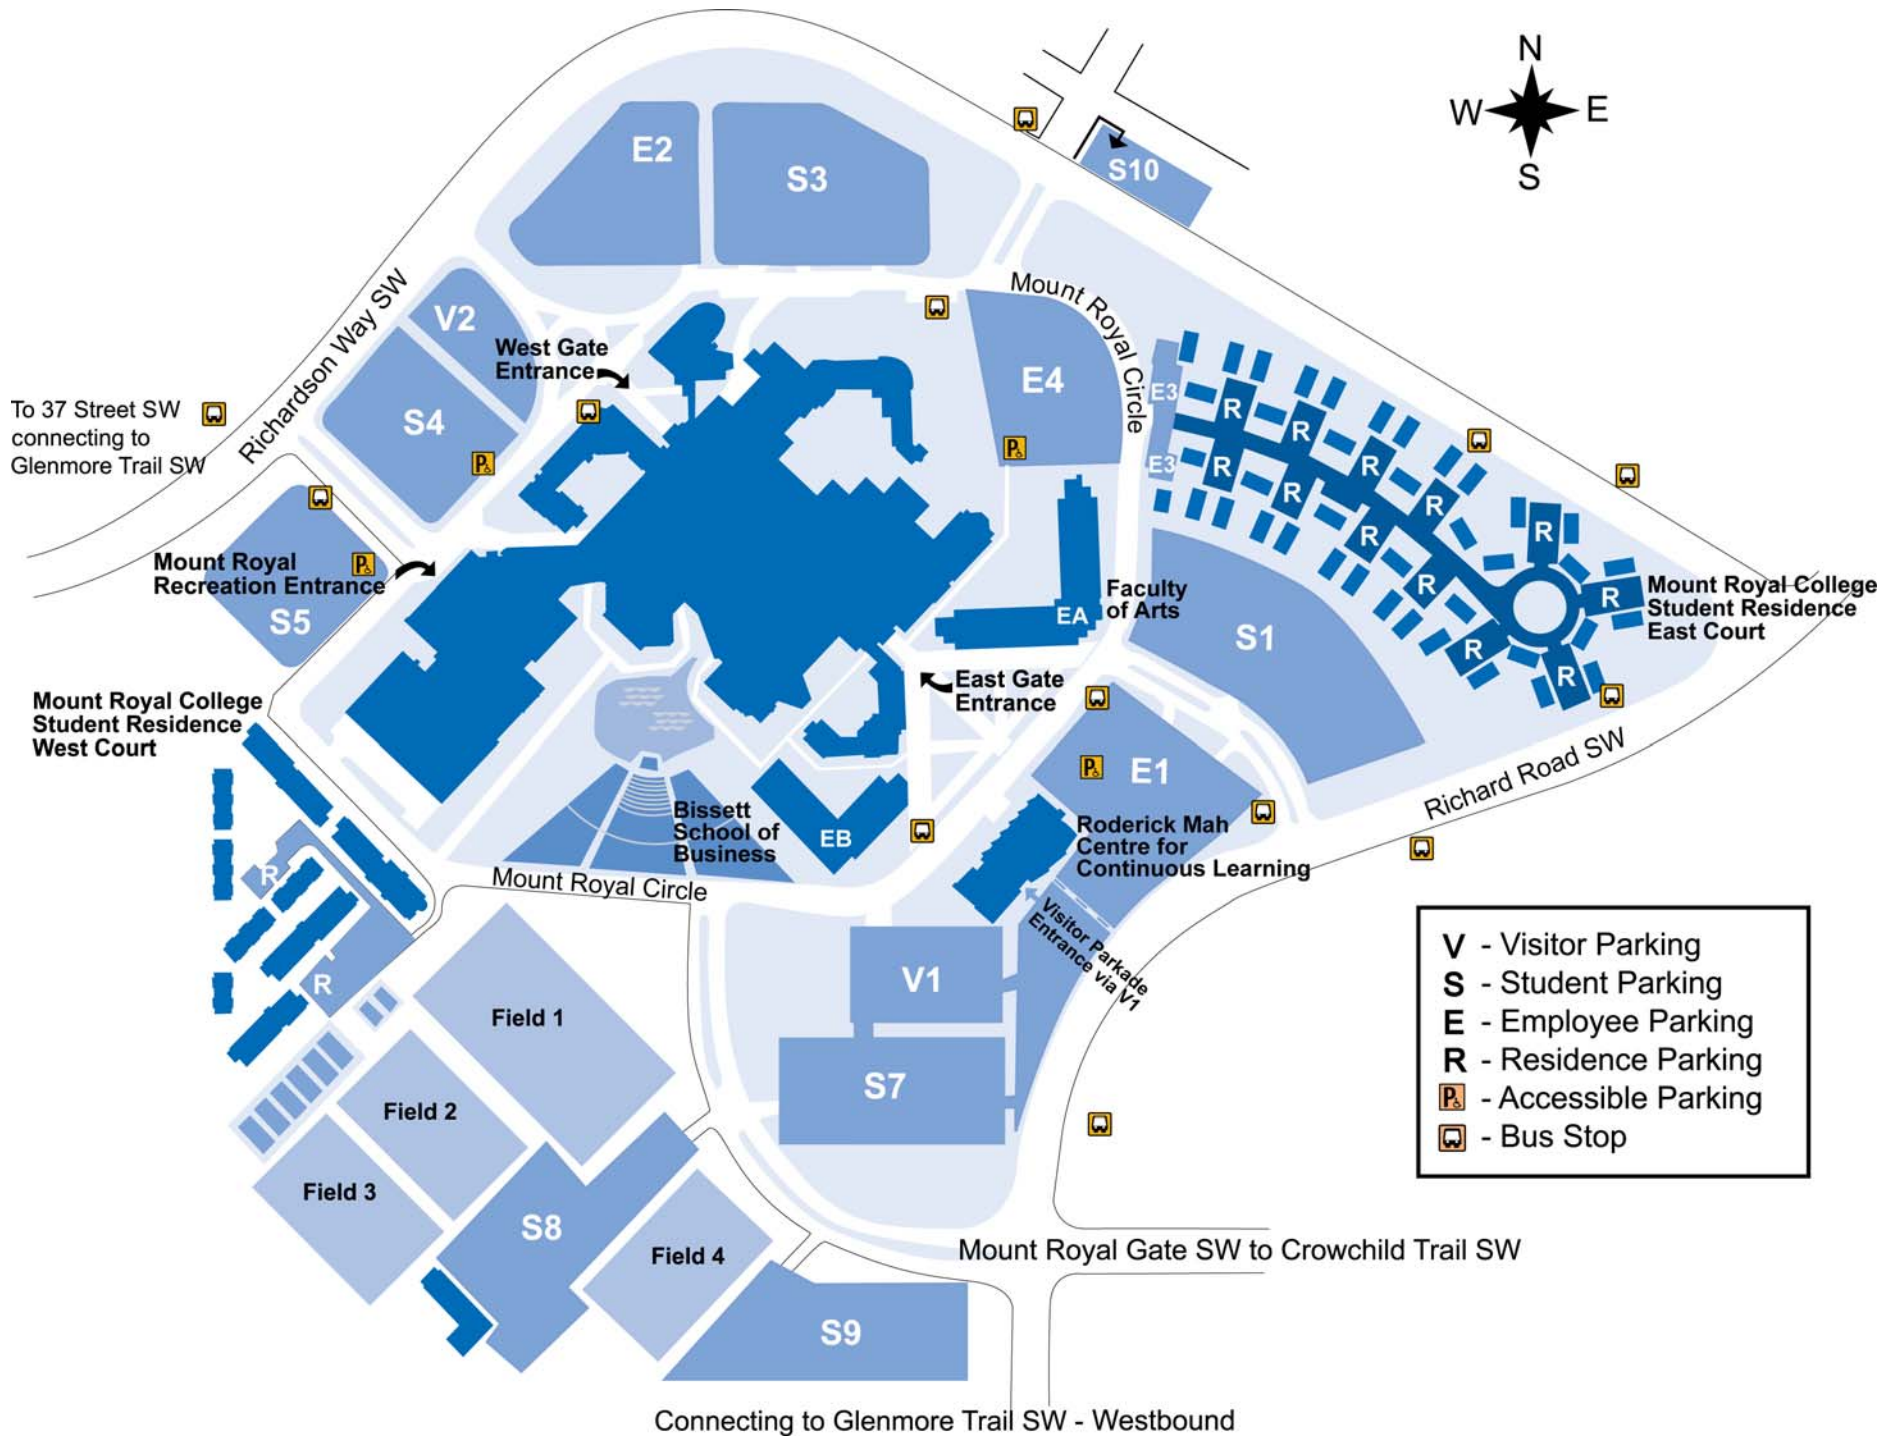 N
W
E
S
E2
S3
S10
Richardson Way SW
V2
West Gate
Entrance
Mount Royal Circle
E4
E3
E3
To 37 Street SW
connecting to
Glenmore Trail SW
S4
R
R
R
R
R
R
R
R
R
R
R
R
Mount Royal
Recreation Entrance
S5
Faculty
of Arts
EA
S1
Mount Royal College
Student Residence
East Court
East Gate
Entrance
Mount Royal College
Student Residence
West Court
E1
Richard Road SW
Bissett
School of
Business
EB
Roderick Mah
Centre for
Continuous Learning
Mount Royal Circle
R
R
Visitor Parkade
Entrance via V1
V1
Field 1
S7
Field 2
Field 3
S8
Field 4
S9
V - Visitor Parking
S - Student Parking
E - Employee Parking
R - Residence Parking
P - Accessible Parking
- Bus Stop
P
P
P
P
Mount Royal Gate SW to Crowchild Trail SW
Connecting to Glenmore Trail SW - Westbound